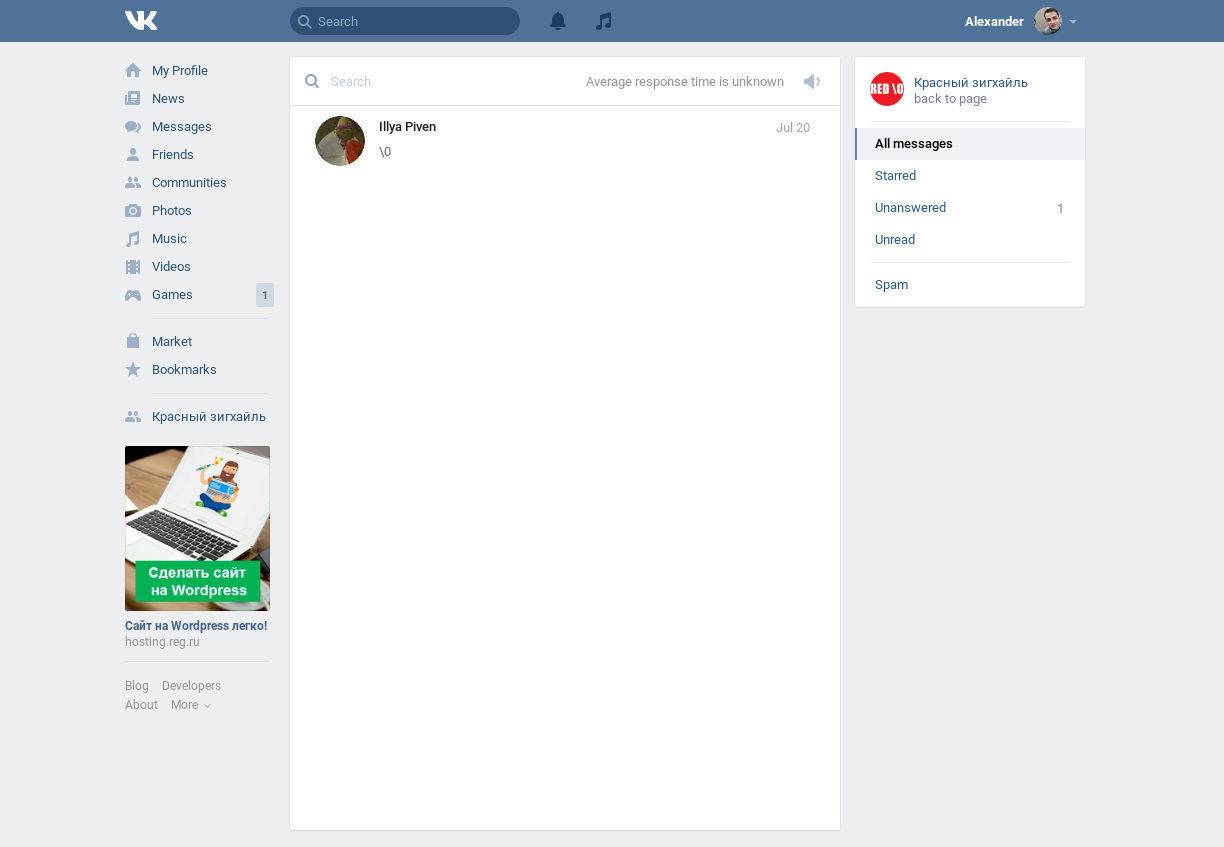 Search
Alexander
My Profile
News
Messages
Friends
Communities
Photos
Music
Videos
Games
1
Market
Bookmarks
Красный зигхайль
Сделать сайт
на Wordpress
Сайт на Wordpress легко!
hosting.reg.ru
Blog Developers
About More
Search
Average response time is unknown
Illya Piven
Jul 20
\0
RED \0
Красный зигхайль
back to page
All messages
Starred
Unanswered
1
Unread
Spam